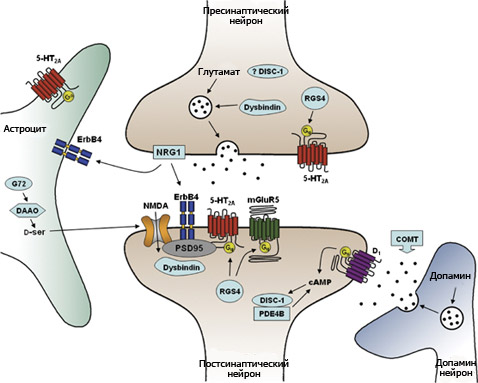 Пресинаптический
нейрон
5-HT2A
Gq
Глутамат
? DISC-1
Dysbindin
RGS4
Gq
5-HT2A
Астроцит
ErbB4
NRG1
G72
DAAO
D-ser
NMDA
ErbB4
5-HT2A
mGluR5
PSD95
Gq
Gq
Dysbindin
RGS4
D1
cAMP
DISC-1
PDE4B
COMT
Допамин
Постсинаптический
нейрон
Допамин
нейрон